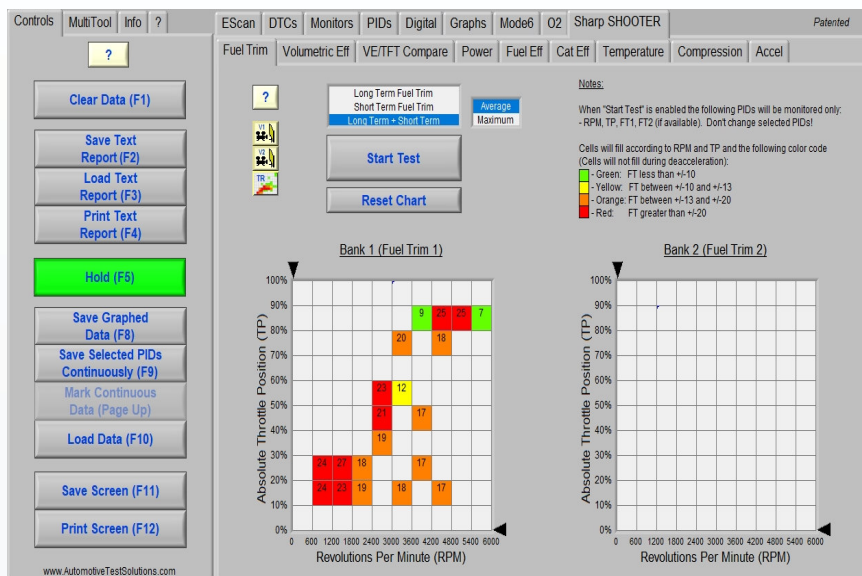 Controls MultiTool Info ?
EScan DTCs Monitors PIDs Digital Graphs Mode6 O2 Sharp SHOOTER Patented
Fuel Trim Volumetric Eff VE/TFT Compare Power Fuel Eff Cat Eff Temperature Compression Accel
?
Clear Data (F1)
Save Text
Report (F2)
Load Text
Report (F3)
Print Text
Report (F4)
Hold (F5)
Save Graphed
Data (F8)
Save Selected PIDs
Continuously (F9)
Mark Continuous
Data (Page Up)
Load Data (F10)
Save Screen (F11)
Print Screen (F12)
www.AutomotiveTestSolutions.com
?
V1
V2
TR
Long Term Fuel Trim
Short Term Fuel Trim
Long Term + Short Term
Average
Maximum
Start Test
Reset Chart
Notes:
When "Start Test" is enabled the following PIDs will be monitored only:
- RPM, TP, FT1, FT2 (if available). Don't change selected PIDs!
Cells will fill according to RPM and TP and the following color code
(Cells will not fill during deacceleration):
- Green: FT less than +/-10
- Yellow: FT between +/-10 and +/-13
- Orange: FT between +/-13 and +/-20
- Red: FT greater than +/-20
Bank 1 (Fuel Trim 1)
Absolute Throttle Position (TP)
100%
90%
9 25 25 7
80%
20 18
70%
60%
23 12
50%
21 17
40%
19
30%
24 27 18 17
20%
24 23 19 18 17
10%
0%
0 600 1200 1800 2400 3000 3600 4200 4800 5400 6000
Revolutions Per Minute (RPM)
Bank 2 (Fuel Trim 2)
Absolute Throttle Position (TP)
100%
90%
80%
70%
60%
50%
40%
30%
20%
10%
0%
0 600 1200 1800 2400 3000 3600 4200 4800 5400 6000
Revolutions Per Minute (RPM)